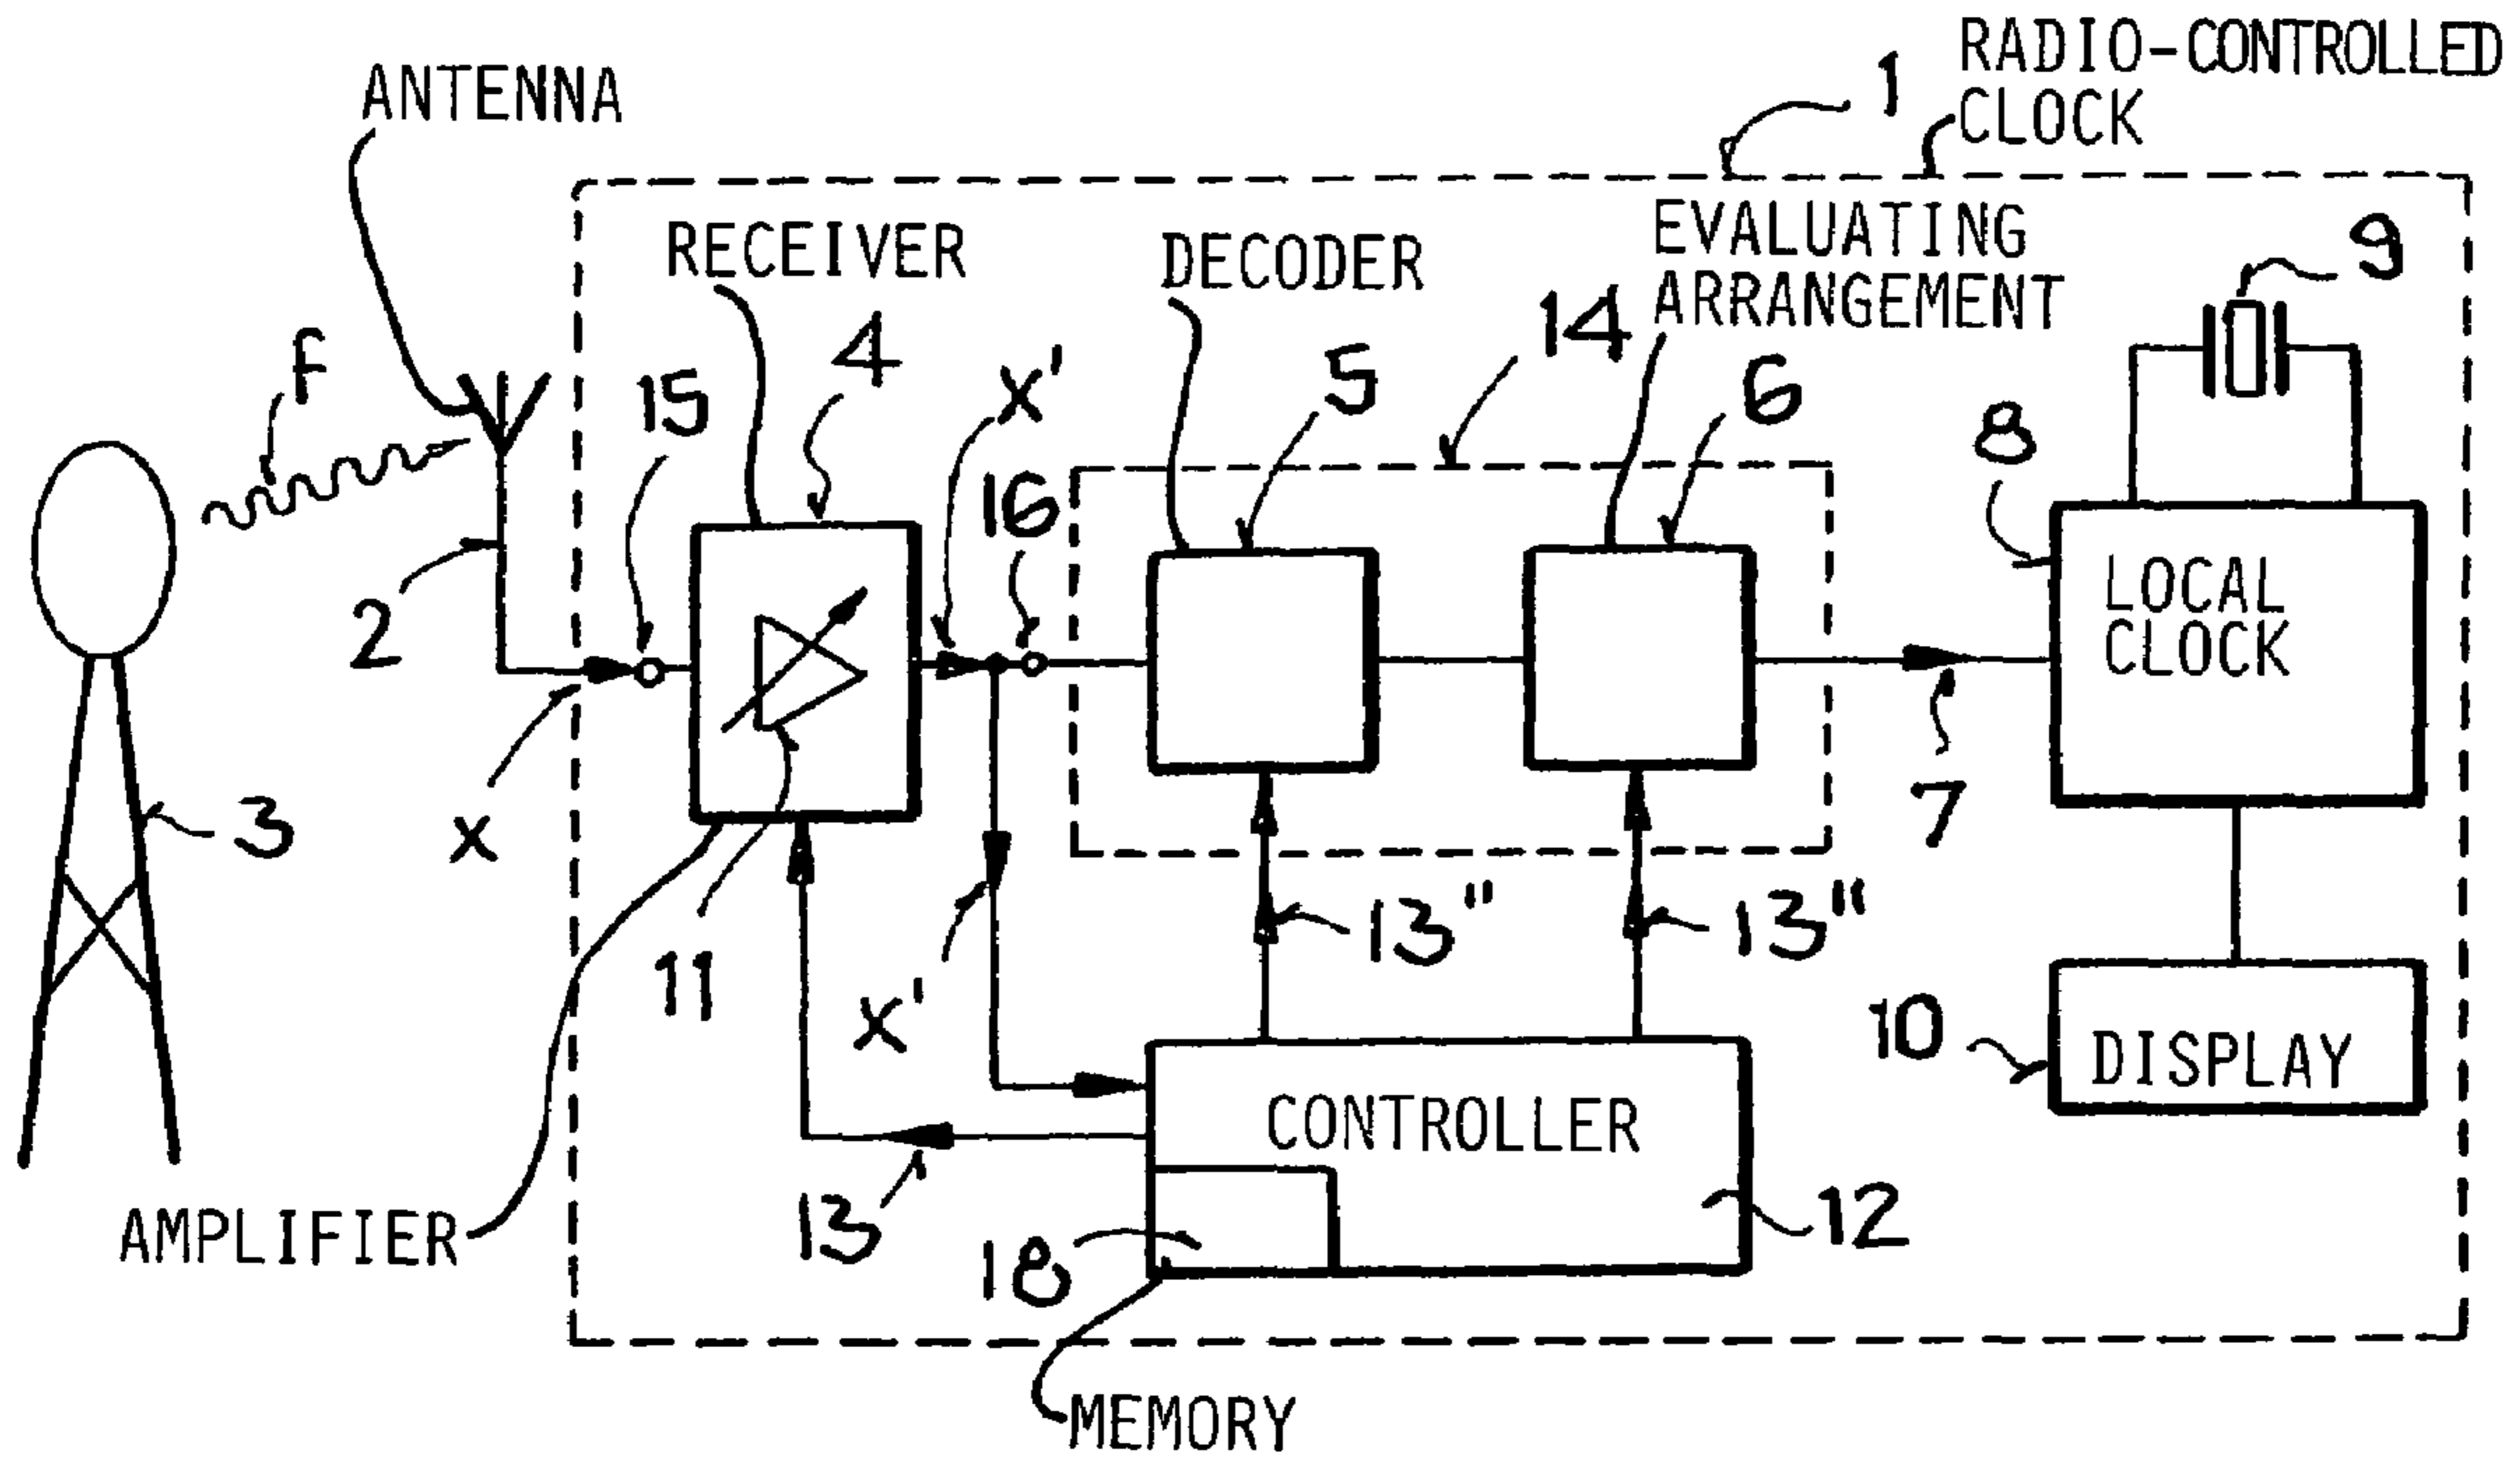 RADIO-CONTROLLED
CLOCK
1
ANTENNA
RECEIVER
DECODER
EVALUATING
ARRANGEMENT
9
14
f
4
15
x'
5
6
8
16
2
LOCAL
CLOCK
3
x
7
11
x'
13"
13"
10
DISPLAY
CONTROLLER
AMPLIFIER
13
12
18
MEMORY